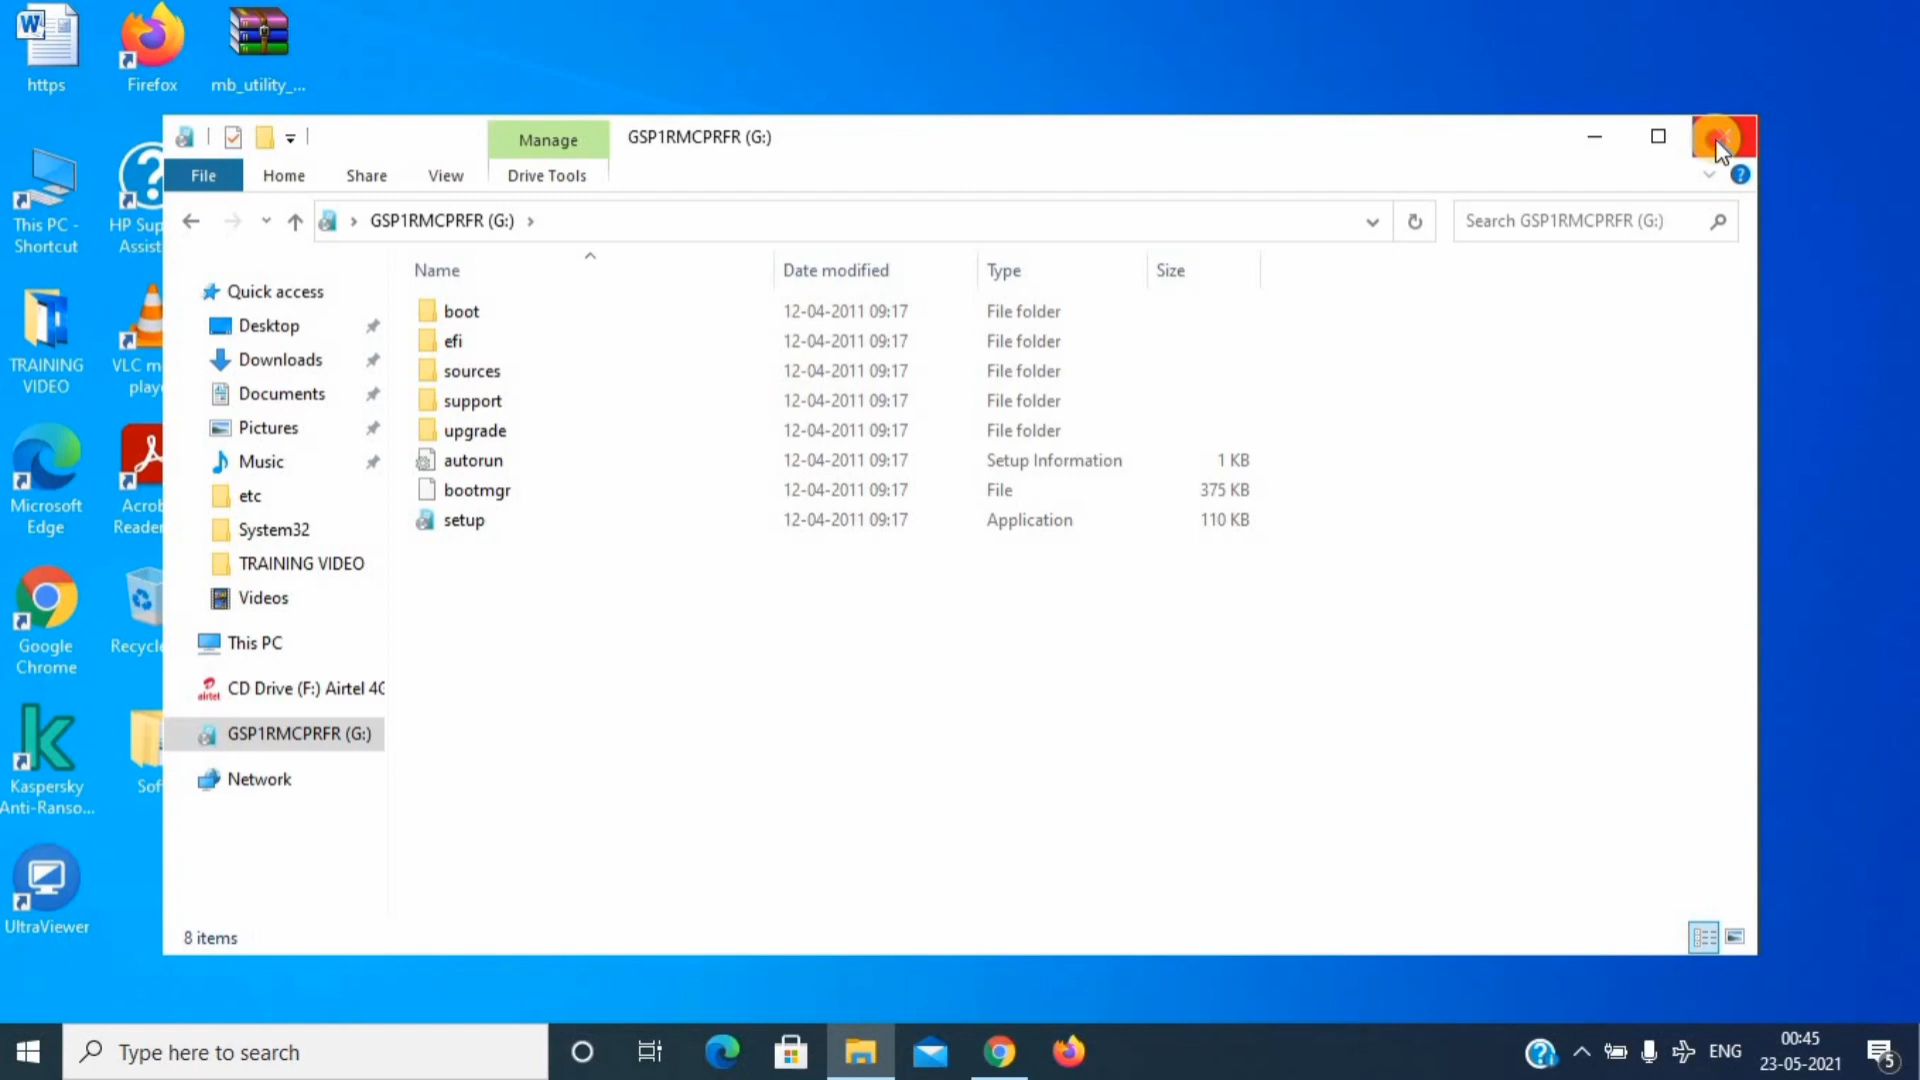 https
Firefox
mb_utility_...
Manage
GSP1RMCPRFR (G:)
File
Home
Share
View
Drive Tools
GSP1RMCPRFR (G:)
Search GSP1RMCPRFR (G:)
This PC -
Shortcut
HP Sup
Assist
TRAINING
VIDEO
VLC m
play
Microsoft
Edge
Acrob
Reader
Google
Chrome
Recycle
Kaspersky
Anti-Ranso...
Sof
UltraViewer
Quick access
Desktop
Downloads
Documents
Pictures
Music
etc
System32
TRAINING VIDEO
Videos
This PC
CD Drive (F:) Airtel 4G
airtel
GSP1RMCPRFR (G:)
Network
Name Date modified Type Size
boot 12-04-2011 09:17 File folder
efi 12-04-2011 09:17 File folder
sources 12-04-2011 09:17 File folder
support 12-04-2011 09:17 File folder
upgrade 12-04-2011 09:17 File folder
autorun 12-04-2011 09:17 Setup Information 1 KB
bootmgr 12-04-2011 09:17 File 375 KB
setup 12-04-2011 09:17 Application 110 KB
8 items
Type here to search
ENG
00:45
23-05-2021
5